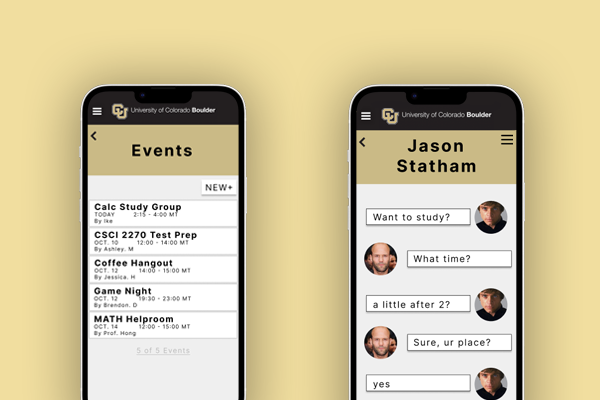 CU University of Colorado Boulder
Events
NEW+
Calc Study Group
TODAY 2:15 - 4:00 MT
By Ike
CSCI 2270 Test Prep
OCT. 10 12:00 - 14:00 MT
By Ashley. M
Coffee Hangout
OCT. 12 14:00 - 15:00 MT
By Jessica. H
Game Night
OCT. 12 19:30 - 23:00 MT
By Brendon. D
MATH Helproom
OCT. 14 12:00 - 15:00 MT
By Prof. Hong
5 of 5 Events
CU University of Colorado Boulder
Jason
Statham
Want to study?
What time?
a little after 2?
Sure, ur place?
yes